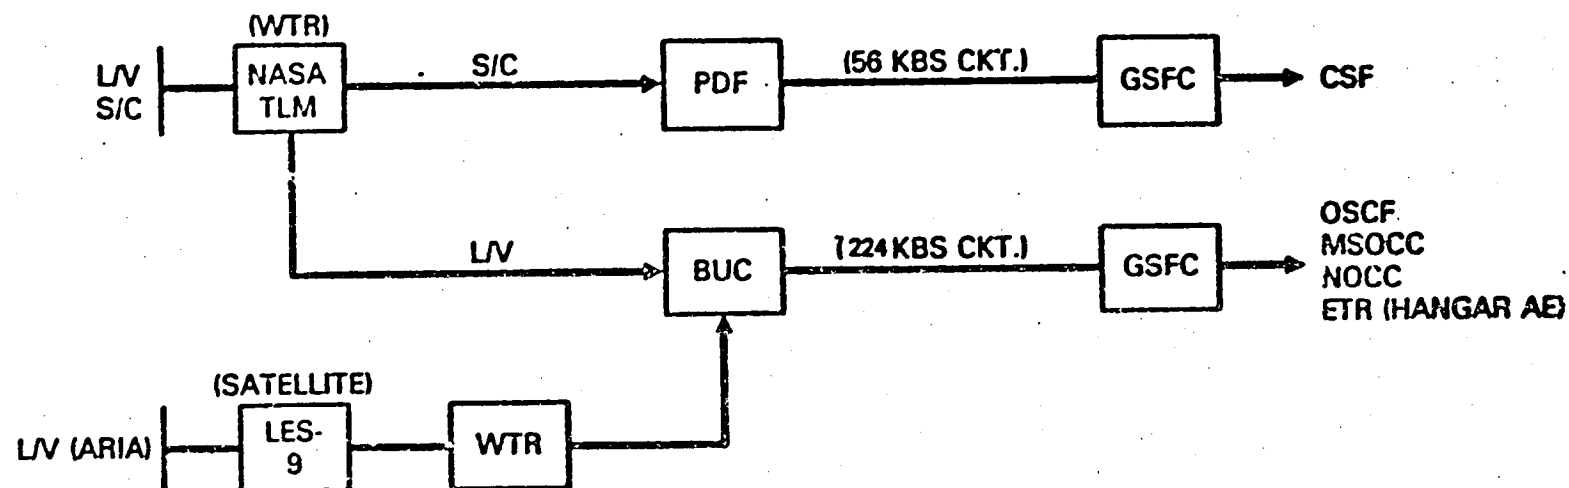 (WTR)
L/V
S/C
NASA
TLM
S/C
PDF
(56 KBS CKT.)
GSFC
CSF
L/V
BUC
(224 KBS CKT.)
GSFC
OSCF
MSOCC
NOCC
ETR (HANGAR AE)
(SATELLITE)
L/V (ARIA)
LES-
9
WTR